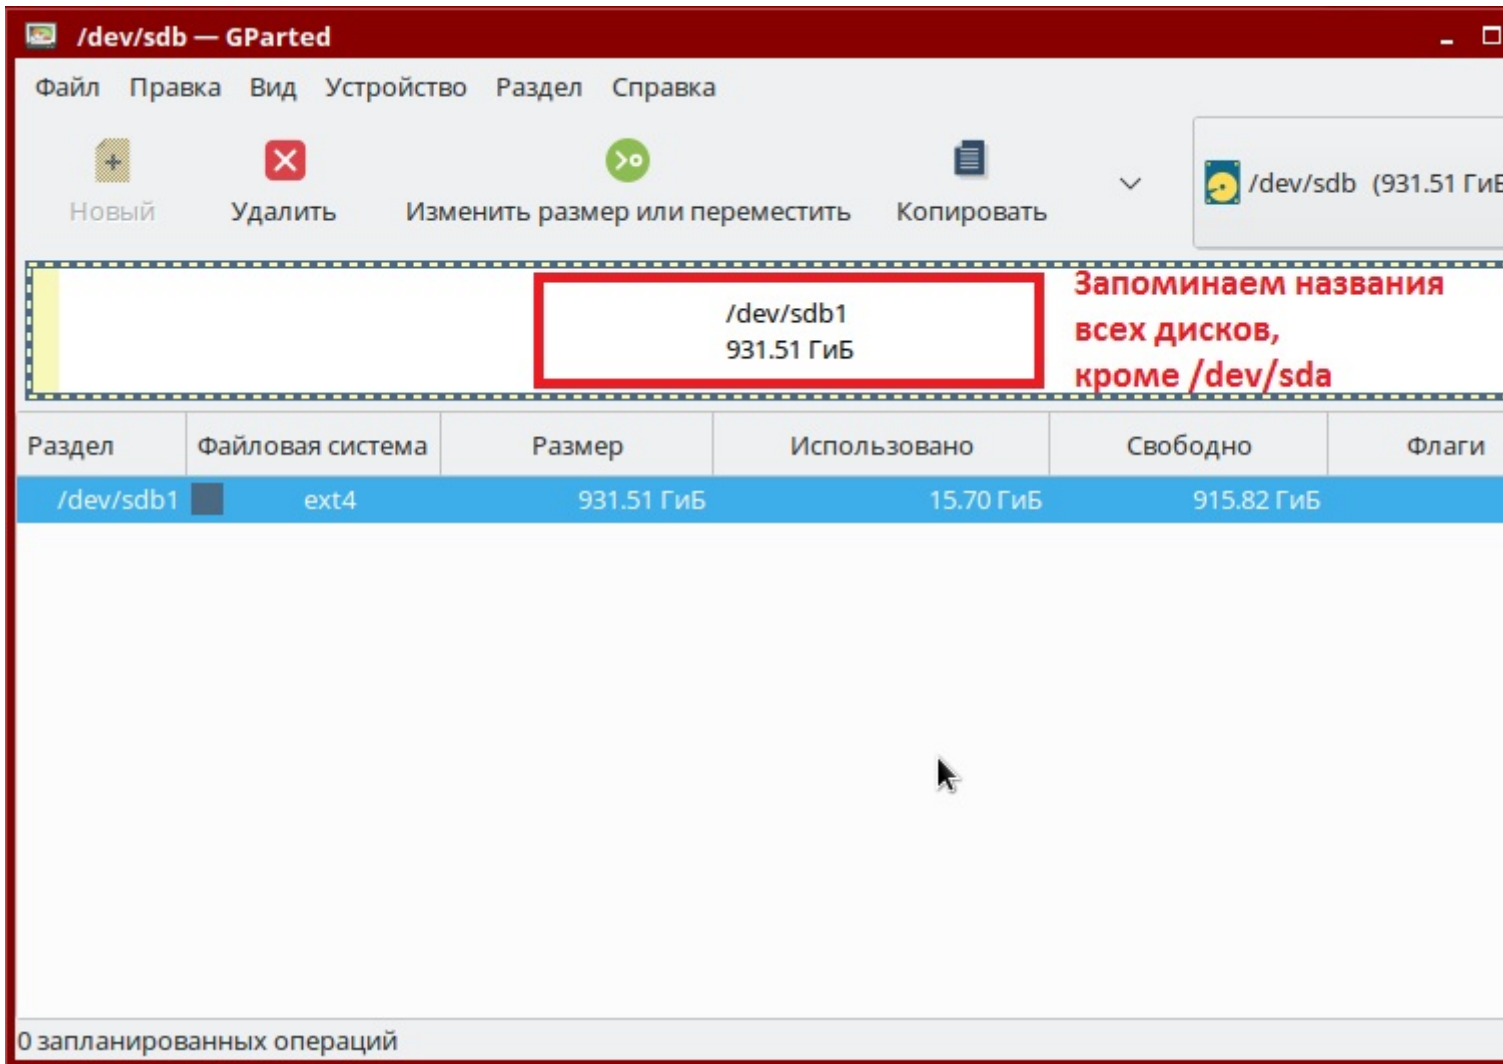 /dev/sdb — GParted
Файл Правка Вид Устройство Раздел Справка
Новый Удалить Изменить размер или переместить Копировать /dev/sdb (931.51 ГиБ
/dev/sdb1
931.51 ГиБ
Запоминаем названия
всех дисков,
кроме /dev/sda
Раздел Файловая система Размер Использовано Свободно Флаги
/dev/sdb1 ext4 931.51 ГиБ 15.70 ГиБ 915.82 ГиБ
0 запланированных операций